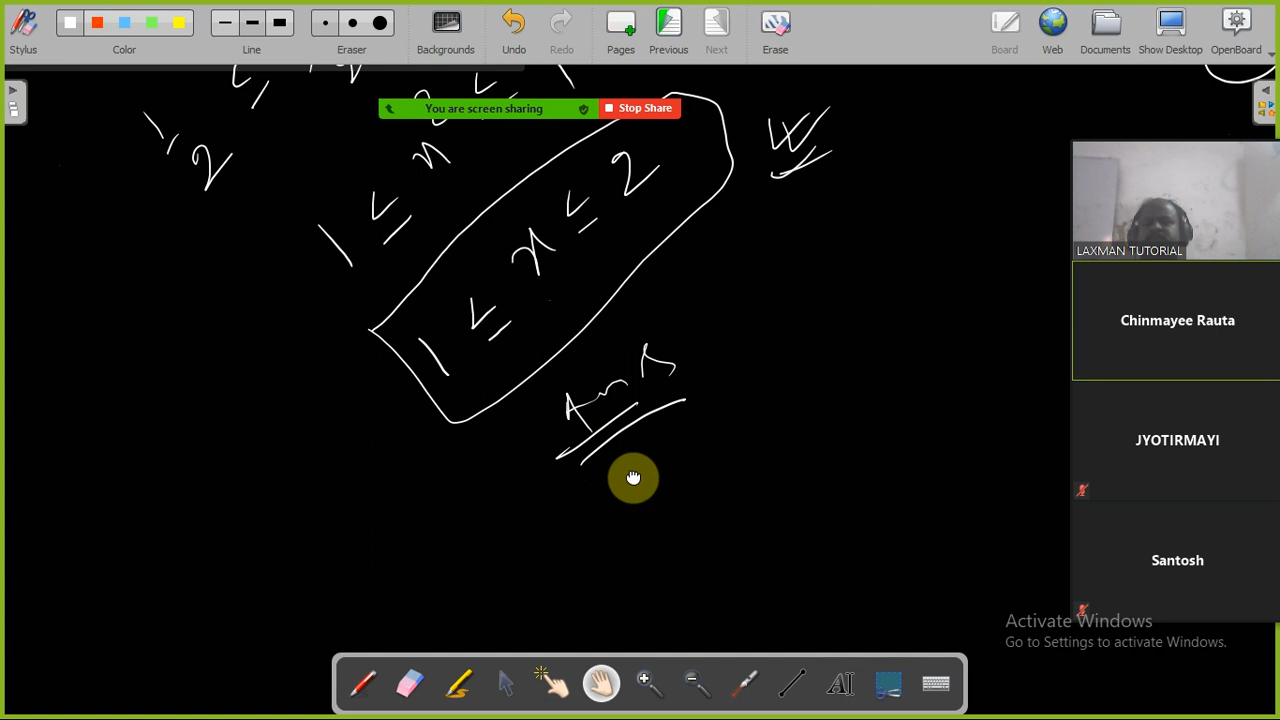 Stylus
Color
Line
Eraser
Backgrounds
Undo
Redo
Pages
Previous
Next
Erase
Board
Web
Documents
Show Desktop
OpenBoard
You are screen sharing
Stop Share
2
1 ≤ x
1 ≤ x ≤ 2
Ans
LAXMAN TUTORIAL
Chinmayee Rauta
JYOTIRMAYI
Santosh
Activate Windows
Go to Settings to activate Windows.